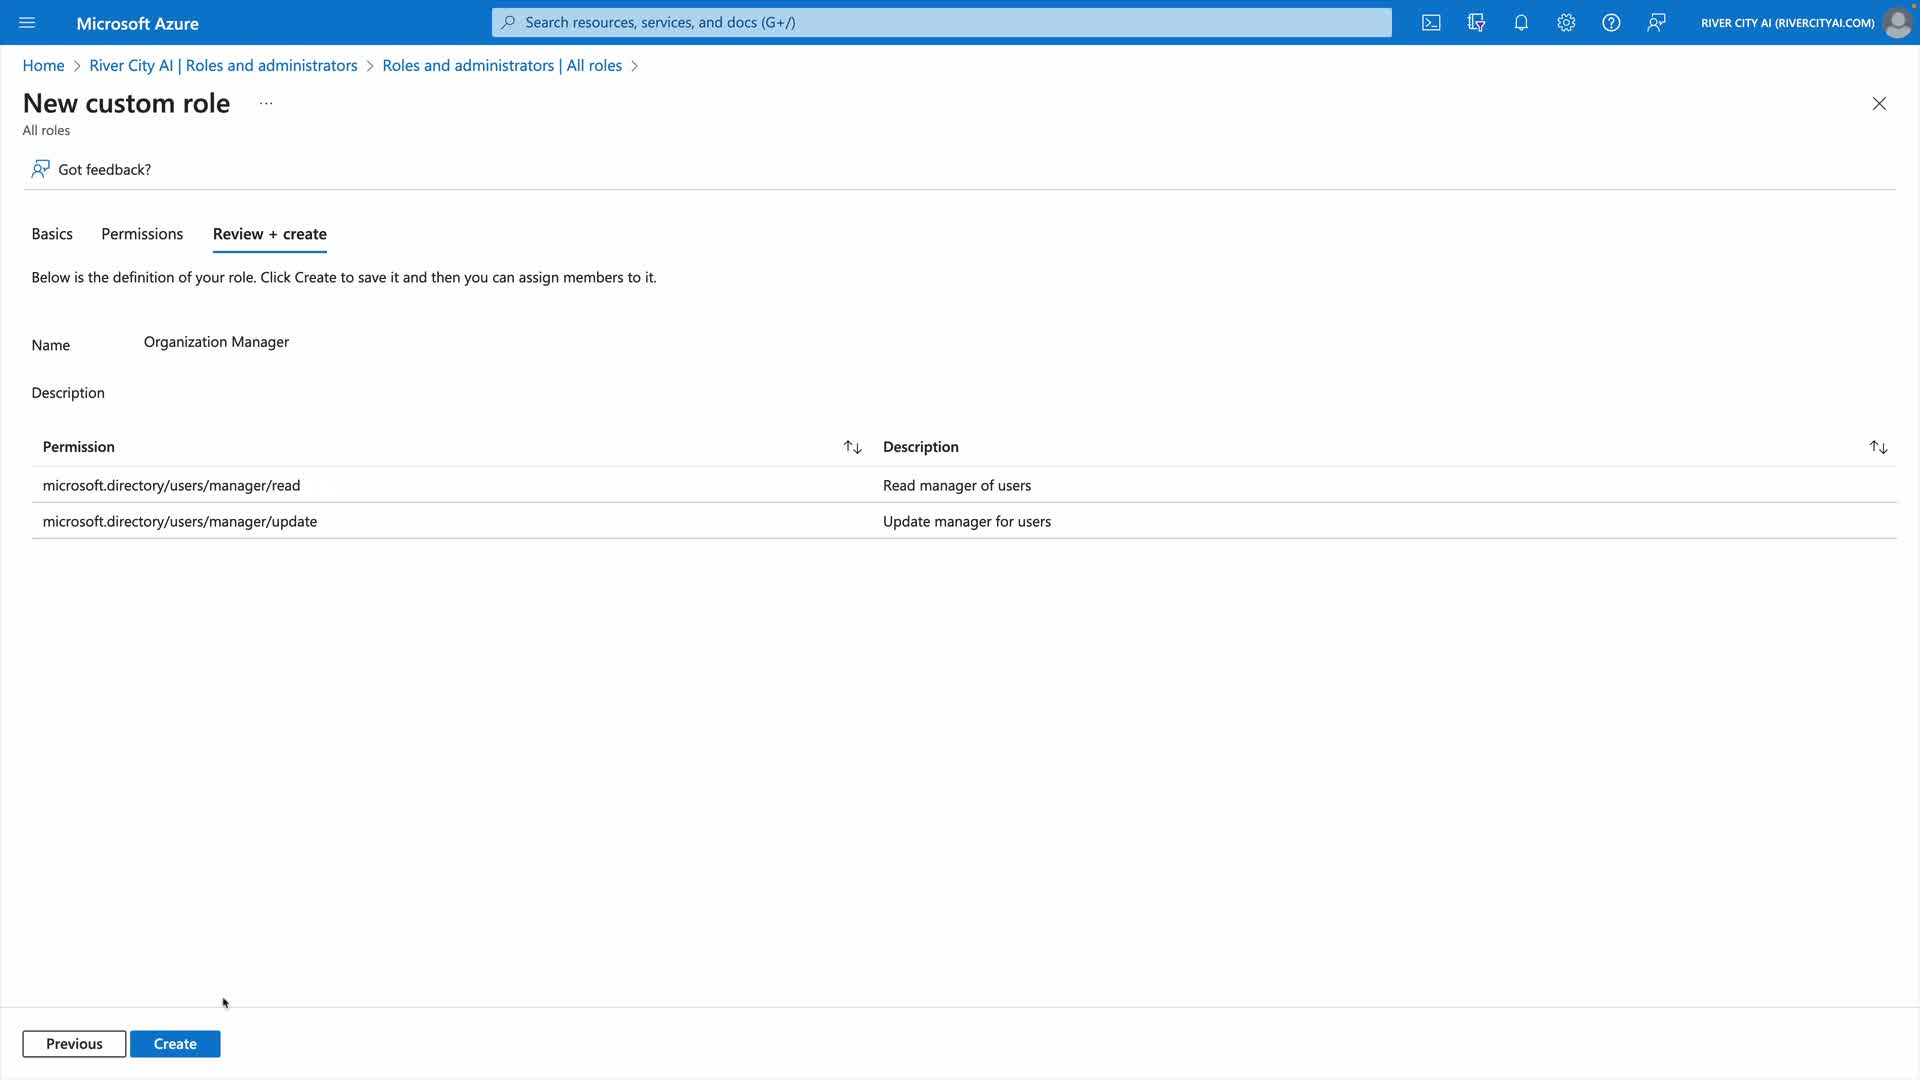 Microsoft Azure
Search resources, services, and docs (G+/)
RIVER CITY AI (RIVERCITYAI.COM)
Home > River City AI | Roles and administrators > Roles and administrators | All roles >
New custom role ...
All roles
Got feedback?
Basics Permissions Review + create
Below is the definition of your role. Click Create to save it and then you can assign members to it.
Name Organization Manager
Description
Permission Description
microsoft.directory/users/manager/read Read manager of users
microsoft.directory/users/manager/update Update manager for users
Previous Create